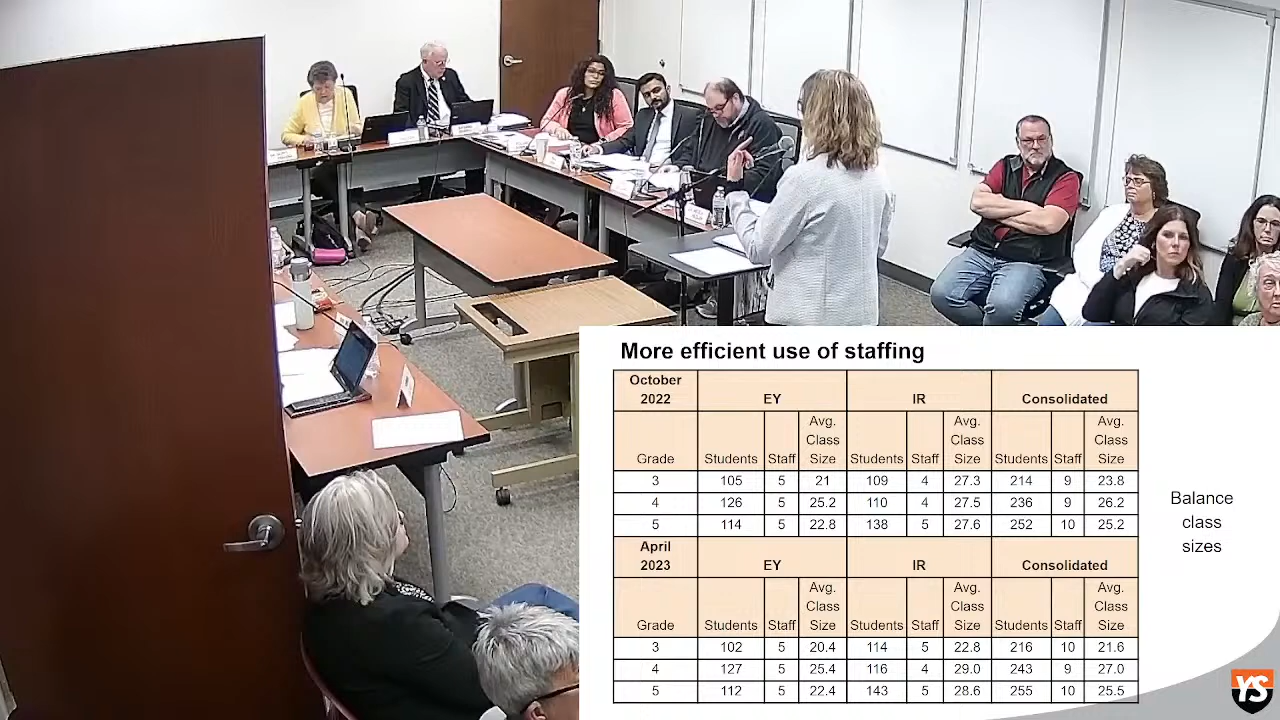 More efficient use of staffing
October 2022 EY IR Consolidated
Grade Students Staff Avg. Class Size Students Staff Avg. Class Size Students Staff Avg. Class Size
3 105 5 21 109 4 27.3 214 9 23.8
4 126 5 25.2 110 4 27.5 236 9 26.2
5 114 5 22.8 138 5 27.6 252 10 25.2
April 2023 EY IR Consolidated
Grade Students Staff Avg. Class Size Students Staff Avg. Class Size Students Staff Avg. Class Size
3 102 5 20.4 114 5 22.8 216 10 21.6
4 127 5 25.4 116 4 29.0 243 9 27.0
5 112 5 22.4 143 5 28.6 255 10 25.5
Balance
class
sizes
YS